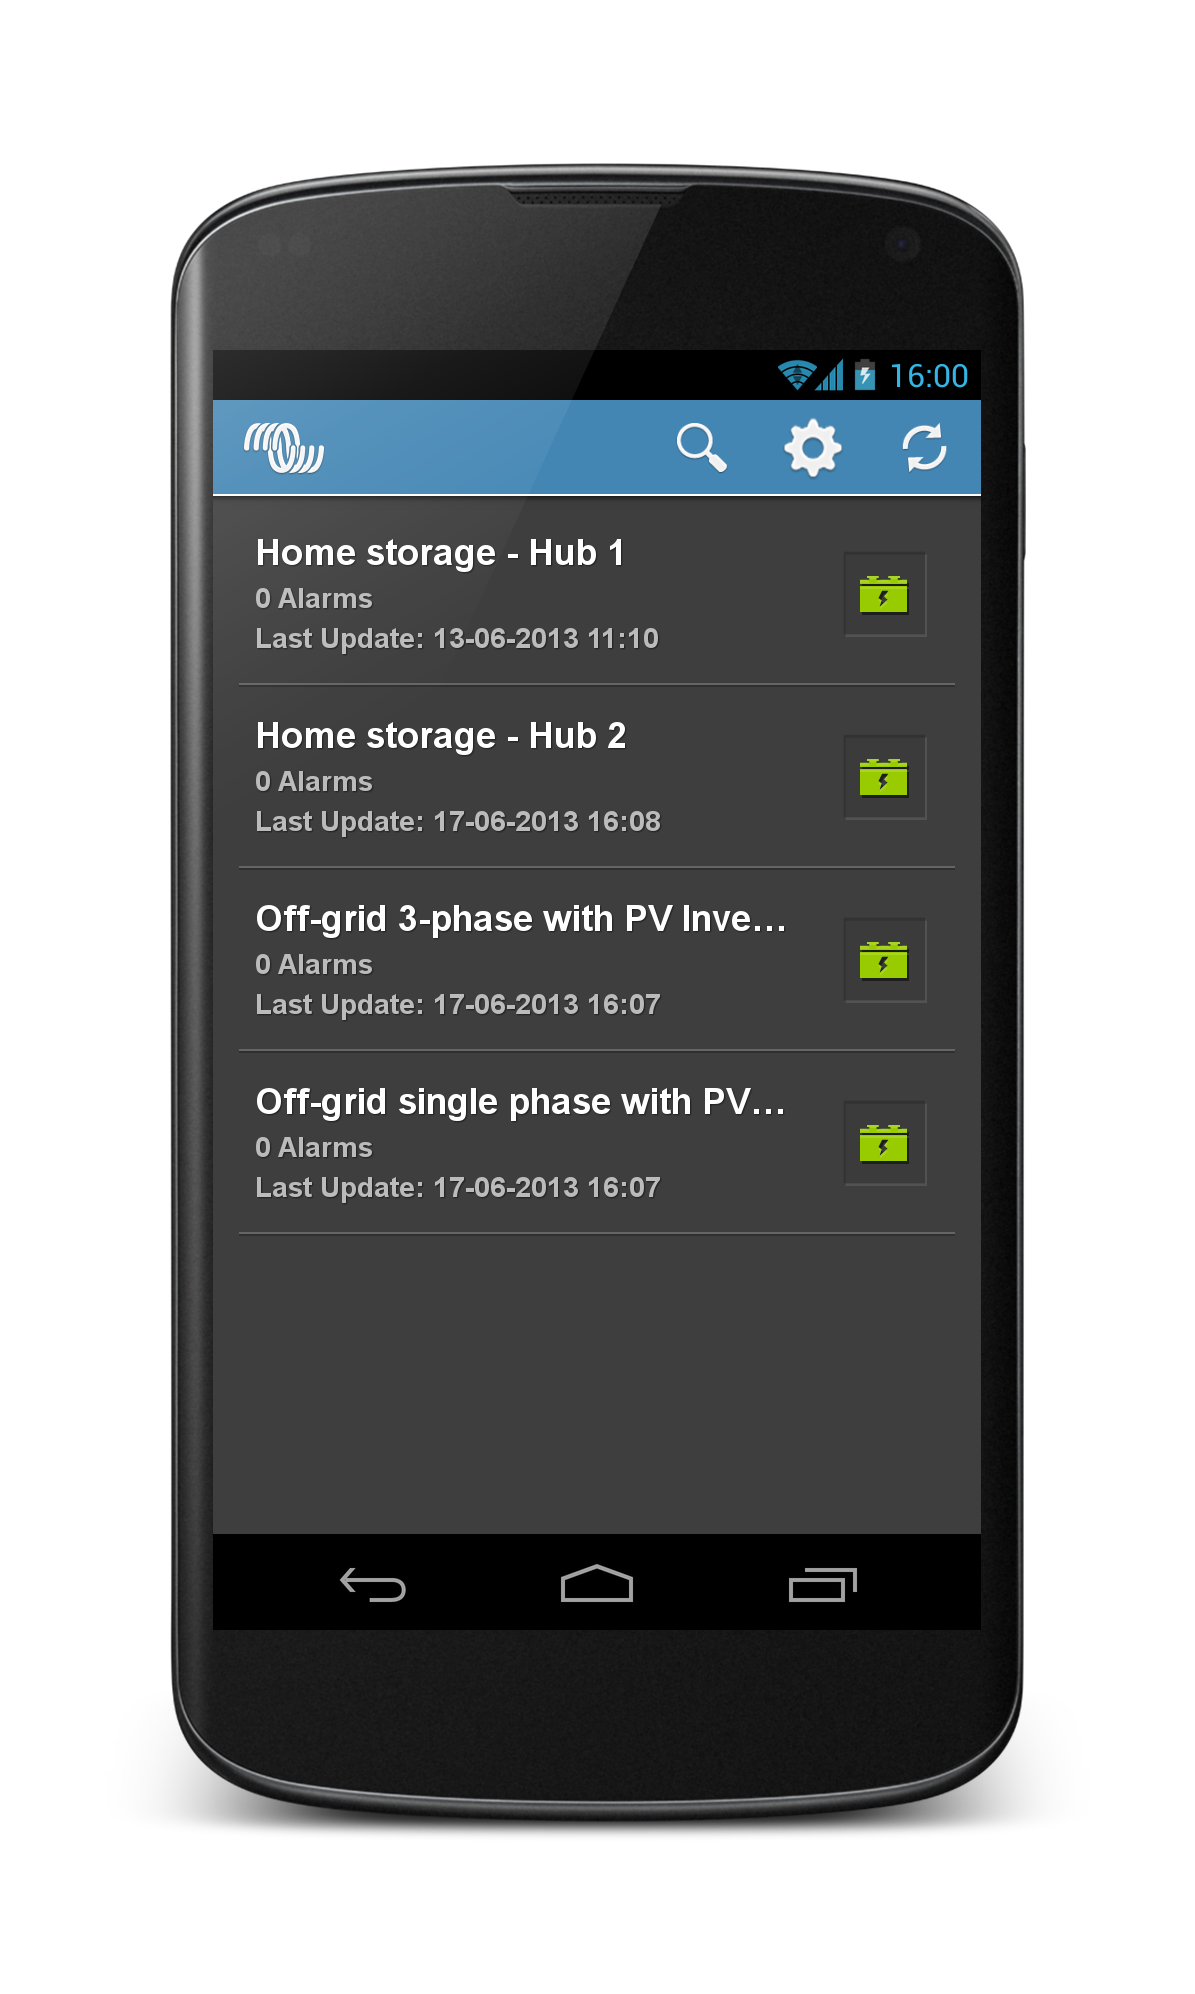 16:00
Home storage - Hub 1
0 Alarms
Last Update: 13-06-2013 11:10
Home storage - Hub 2
0 Alarms
Last Update: 17-06-2013 16:08
Off-grid 3-phase with PV Inve...
0 Alarms
Last Update: 17-06-2013 16:07
Off-grid single phase with PV...
0 Alarms
Last Update: 17-06-2013 16:07